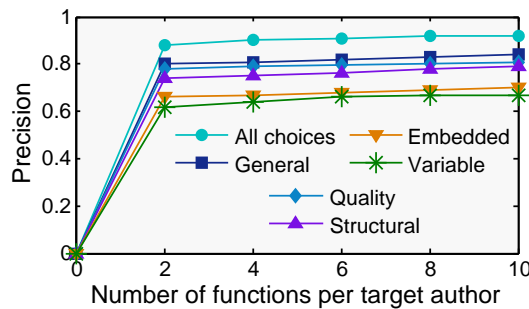 1
0.8
0.6
0.4
0.2
0
Precision
All choices
General
Embedded
Variable
Quality
Structural
0 2 4 6 8 10
Number of functions per target author